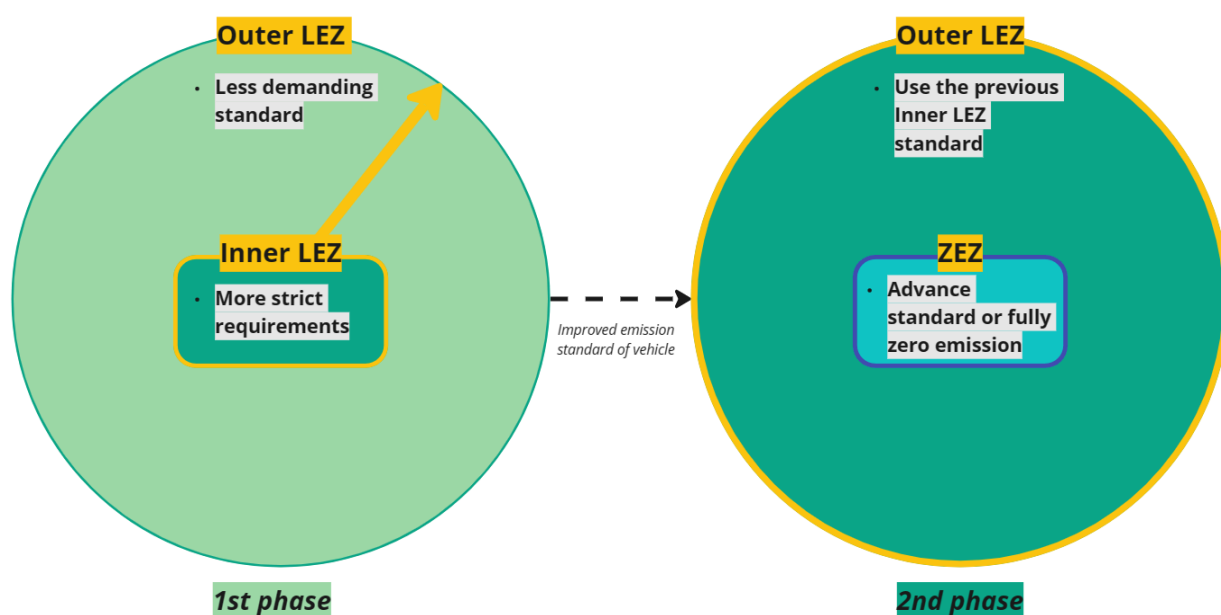 Outer LEZ
• Less demanding
standard
Inner LEZ
• More strict
requirements
1st phase
Improved emission
standard of vehicle
Outer LEZ
• Use the previous
Inner LEZ
standard
ZEZ
• Advance
standard or fully
zero emission
2nd phase